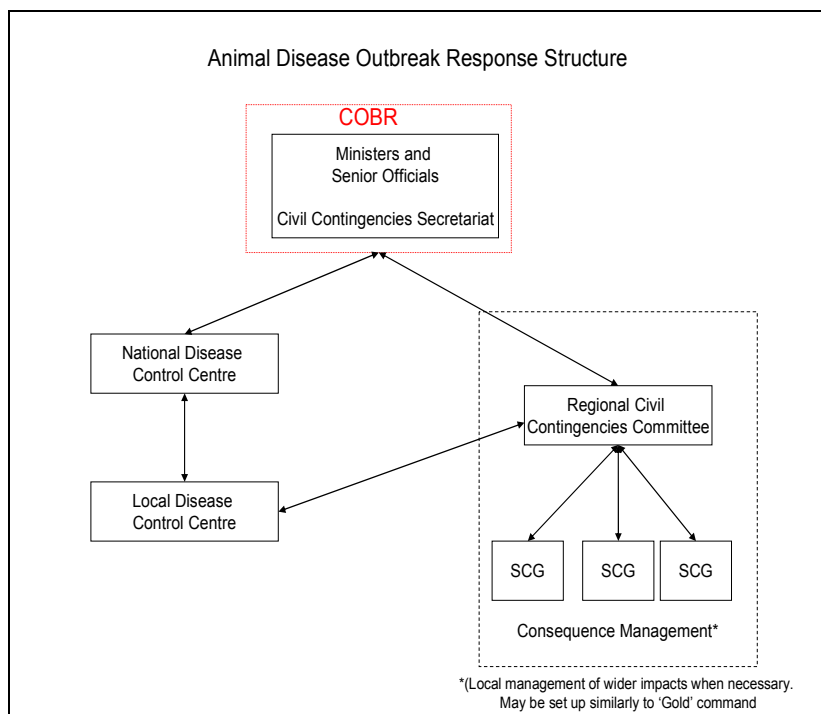 Animal Disease Outbreak Response Structure
COBR
Ministers and
Senior Officials
Civil Contingencies Secretariat
National Disease
Control Centre
Regional Civil
Contingencies Committee
Local Disease
Control Centre
SCG
SCG
SCG
Consequence Management*
*(Local management of wider impacts when necessary.
May be set up similarly to ‘Gold’ command